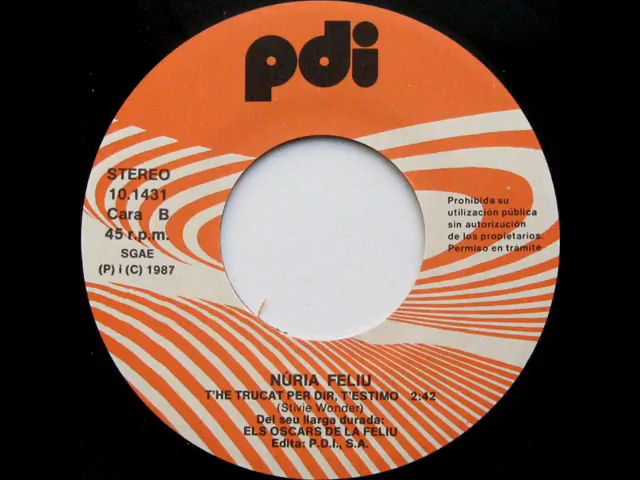 pdi
STEREO
10.1431
Cara B
45 r.p.m.
SGAE
(P) i (C) 1987
Prohibida su
utilización pública
sin autorización
de los propietarios.
Permiso en trámite
NÚRIA FELIU
T'HE TRUCAT PER DIR, T'ESTIMO 2:42
(Stivie Wonder)
Del seu llarga durada:
ELS OSCARS DE LA FELIU
Edita: P.D.I., S.A.